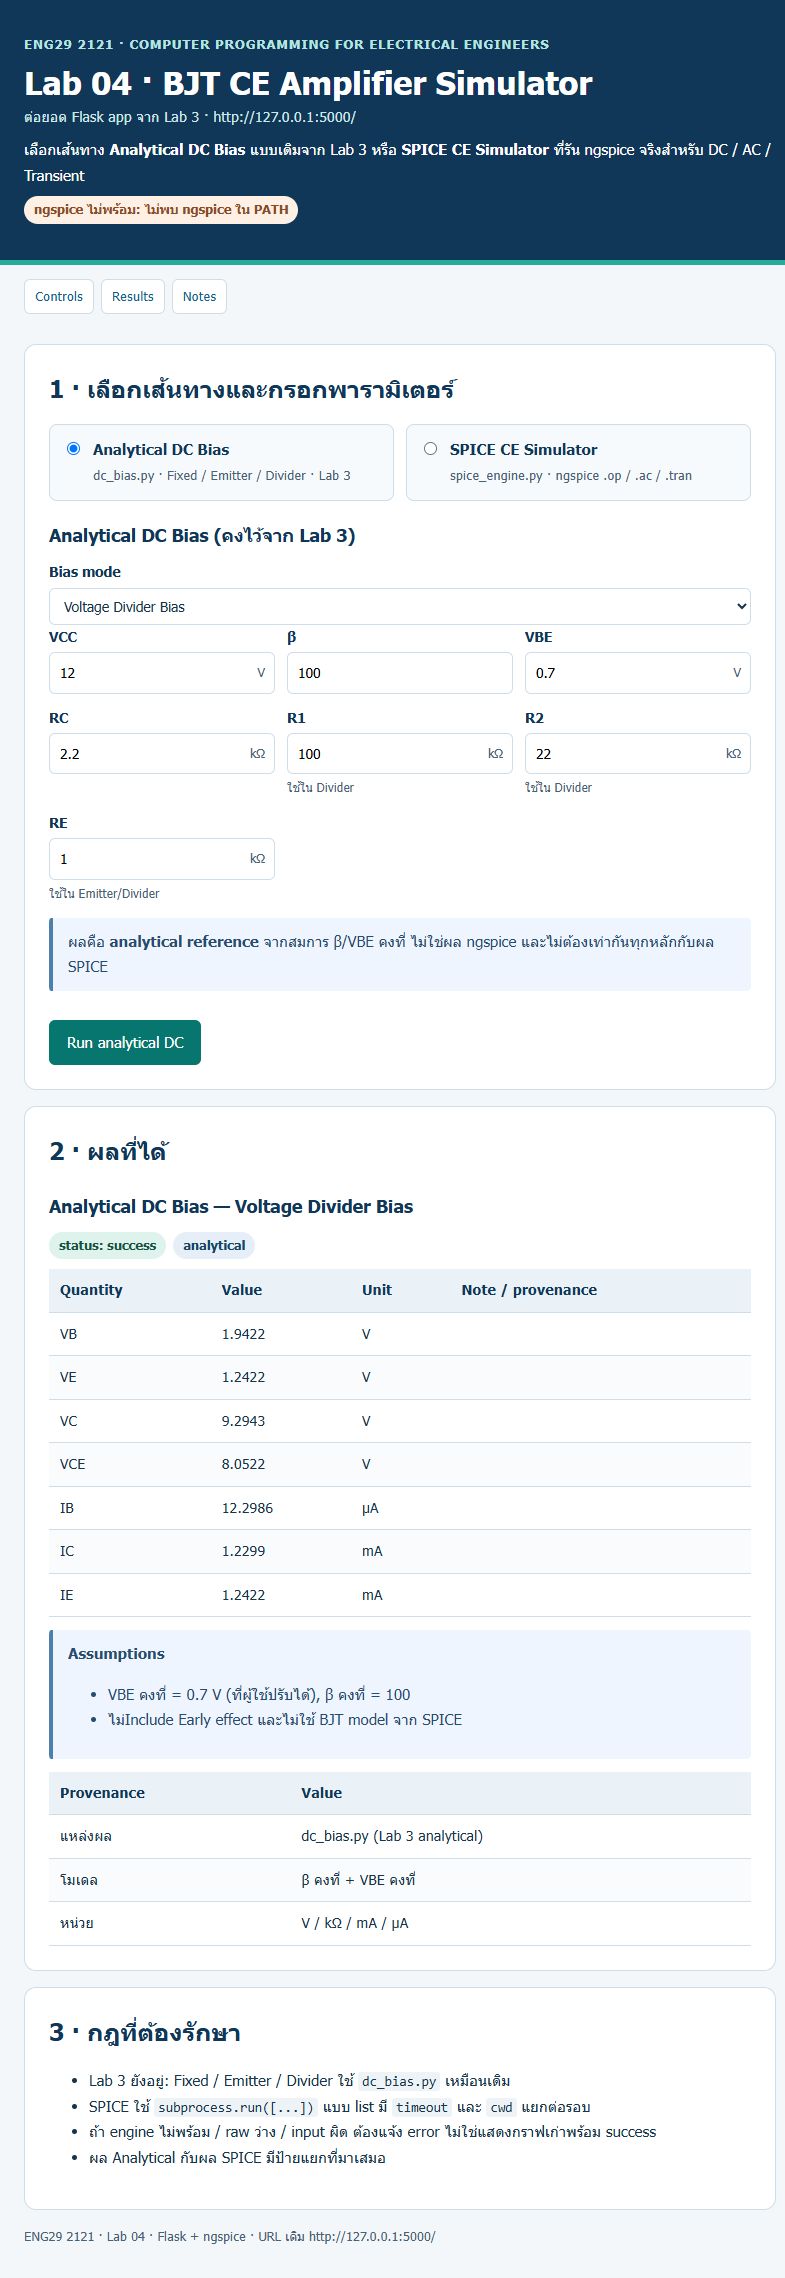 ENG29 2121 · COMPUTER PROGRAMMING FOR ELECTRICAL ENGINEERS
Lab 04 · BJT CE Amplifier Simulator
ต่อยอด Flask app จาก Lab 3 · http://127.0.0.1:5000/
เลือกเส้นทาง Analytical DC Bias แบบเดิมจาก Lab 3 หรือ SPICE CE Simulator ที่รัน ngspice จริงสำหรับ DC / AC /
Transient
ngspice ไม่พร้อม: ไม่พบ ngspice ใน PATH
Controls Results Notes
1 · เลือกเส้นทางและกรอกพารามิเตอร์
Analytical DC Bias SPICE CE Simulator
dc_bias.py · Fixed / Emitter / Divider · Lab 3 spice_engine.py · ngspice .op / .ac / .tran
Analytical DC Bias (คงไว้จาก Lab 3)
Bias mode
Voltage Divider Bias
VCC β VBE
12 V 100 0.7 V
RC R1 R2
2.2 kΩ 100 kΩ 22 kΩ
ใช้ใน Divider ใช้ใน Divider
RE
1 kΩ
ใช้ใน Emitter/Divider
ผลคือ analytical reference จากสมการ β/VBE คงที่ ไม่ใช่ผล ngspice และไม่ต้องเท่ากันทุกหลักกับผล
SPICE
Run analytical DC
2 · ผลที่ได้
Analytical DC Bias — Voltage Divider Bias
status: success analytical
Quantity Value Unit Note / provenance
VB 1.9422 V
VE 1.2422 V
VC 9.2943 V
VCE 8.0522 V
IB 12.2986 μA
IC 1.2299 mA
IE 1.2422 mA
Assumptions
• VBE คงที่ = 0.7 V (ที่ผู้ใช้ปรับได้), β คงที่ = 100
• ไม่Include Early effect และไม่ใช้ BJT model จาก SPICE
Provenance Value
แหล่งผล dc_bias.py (Lab 3 analytical)
โมเดล β คงที่ + VBE คงที่
หน่วย V / kΩ / mA / μA
3 · กฎที่ต้องรักษา
• Lab 3 ยังอยู่: Fixed / Emitter / Divider ใช้ dc_bias.py เหมือนเดิม
• SPICE ใช้ subprocess.run([...]) แบบ list มี timeout และ cwd แยกต่อรอบ
• ถ้า engine ไม่พร้อม / raw ว่าง / input ผิด ต้องแจ้ง error ไม่ใช่แสดงกราฟเก่าพร้อม success
• ผล Analytical กับผล SPICE มีป้ายแยกที่มาเสมอ
ENG29 2121 · Lab 04 · Flask + ngspice · URL เดิม http://127.0.0.1:5000/